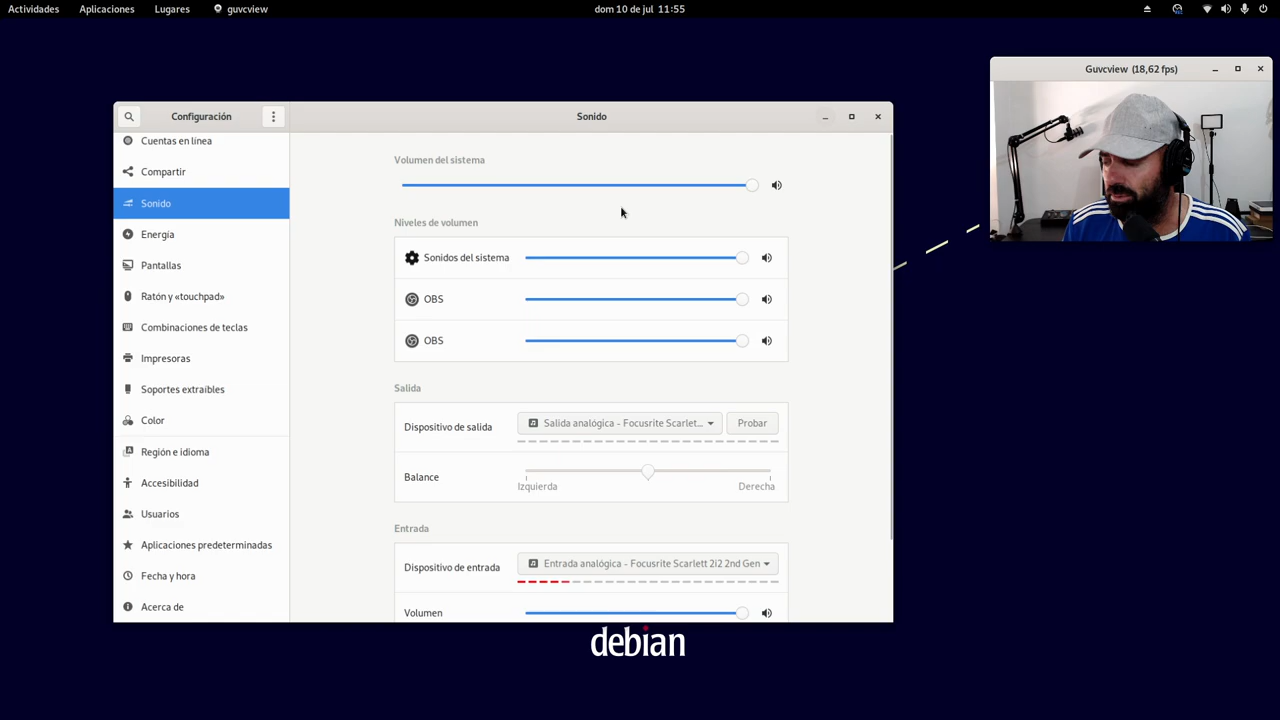 Actividades Aplicaciones Lugares guvcview dom 10 de jul 11:55
Guvcview (18,62 fps)
Configuración Sonido
Cuentas en línea
Compartir
Sonido
Energía
Pantallas
Ratón y «touchpad»
Combinaciones de teclas
Impresoras
Soportes extraíbles
Color
Región e idioma
Accesibilidad
Usuarios
Aplicaciones predeterminadas
Fecha y hora
Acerca de
Volumen del sistema
Niveles de volumen
Sonidos del sistema
OBS
OBS
Salida
Dispositivo de salida Salida analógica - Focusrite Scarlet... Probar
Balance
Izquierda Derecha
Entrada
Dispositivo de entrada Entrada analógica - Focusrite Scarlett 2i2 2nd Gen
Volumen
debian